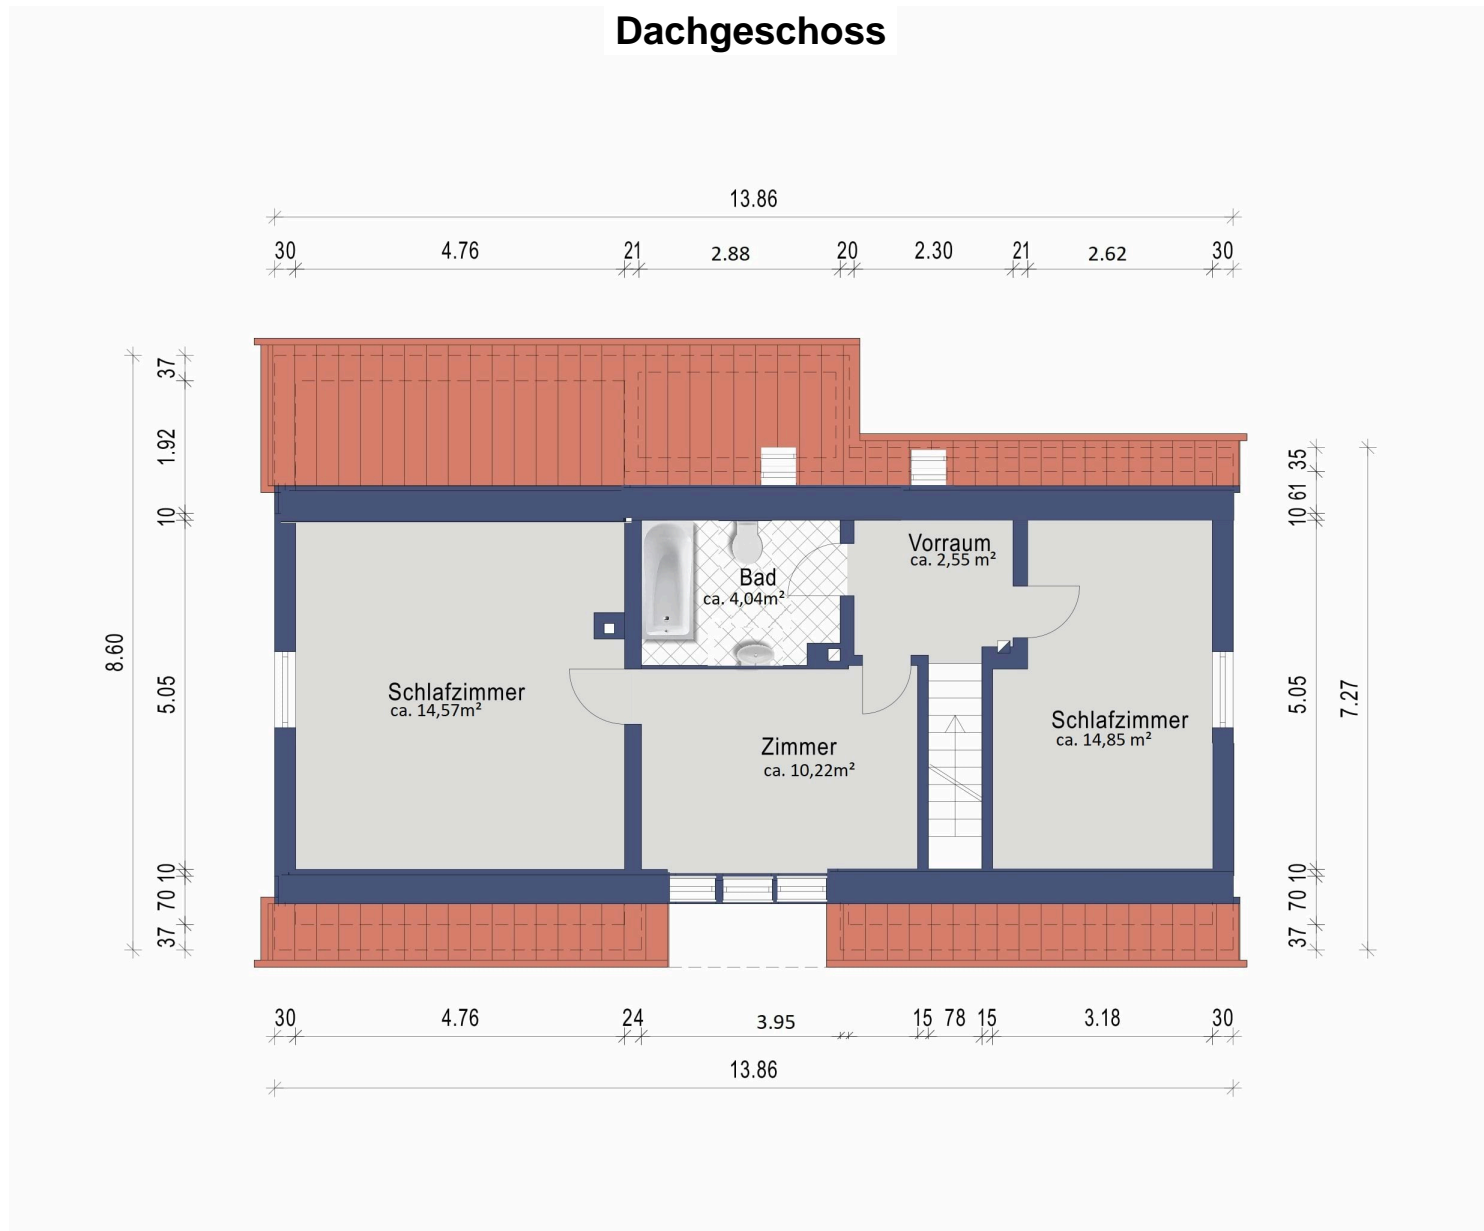 Dachgeschoss
13.86
30 4.76 21 2.88 20 2.30 21 2.62 30
37
1.92
10
8.60
5.05
10
70
37
35
61
10
5.05
7.27
10
70
37
Vorraum
ca. 2,55 m²
Bad
ca. 4,04m²
Schlafzimmer
ca. 14,57m²
Schlafzimmer
ca. 14,85 m²
Zimmer
ca. 10,22m²
30 4.76 24 3.95 15 78 15 3.18 30
13.86